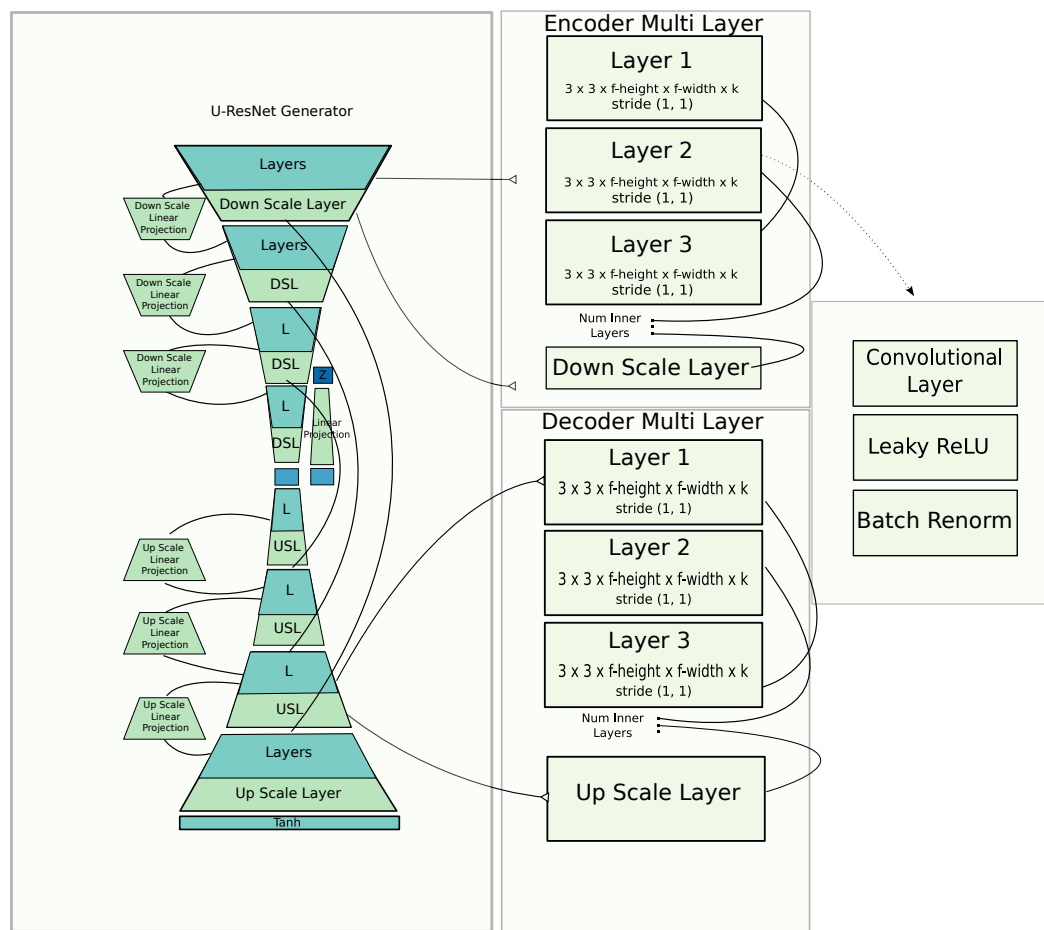 U-ResNet Generator
Layers
Down Scale Layer
Down Scale
Linear
Projection
Layers
DSL
Down Scale
Linear
Projection
L
DSL
Down Scale
Linear
Projection
Z
L
DSL
Linear
Projection
L
USL
Up Scale
Linear
Projection
L
USL
Up Scale
Linear
Projection
L
USL
Up Scale
Linear
Projection
Layers
Up Scale Layer
Tanh
Encoder Multi Layer
Layer 1
3 x 3 x f-height x f-width x k
stride (1, 1)
Layer 2
3 x 3 x f-height x f-width x k
stride (1, 1)
Layer 3
3 x 3 x f-height x f-width x k
stride (1, 1)
Num Inner
Layers
Down Scale Layer
Decoder Multi Layer
Layer 1
3 x 3 x f-height x f-width x k
stride (1, 1)
Layer 2
3 x 3 x f-height x f-width x k
stride (1, 1)
Layer 3
3 x 3 x f-height x f-width x k
stride (1, 1)
Num Inner
Layers
Up Scale Layer
Convolutional
Layer
Leaky ReLU
Batch Renorm